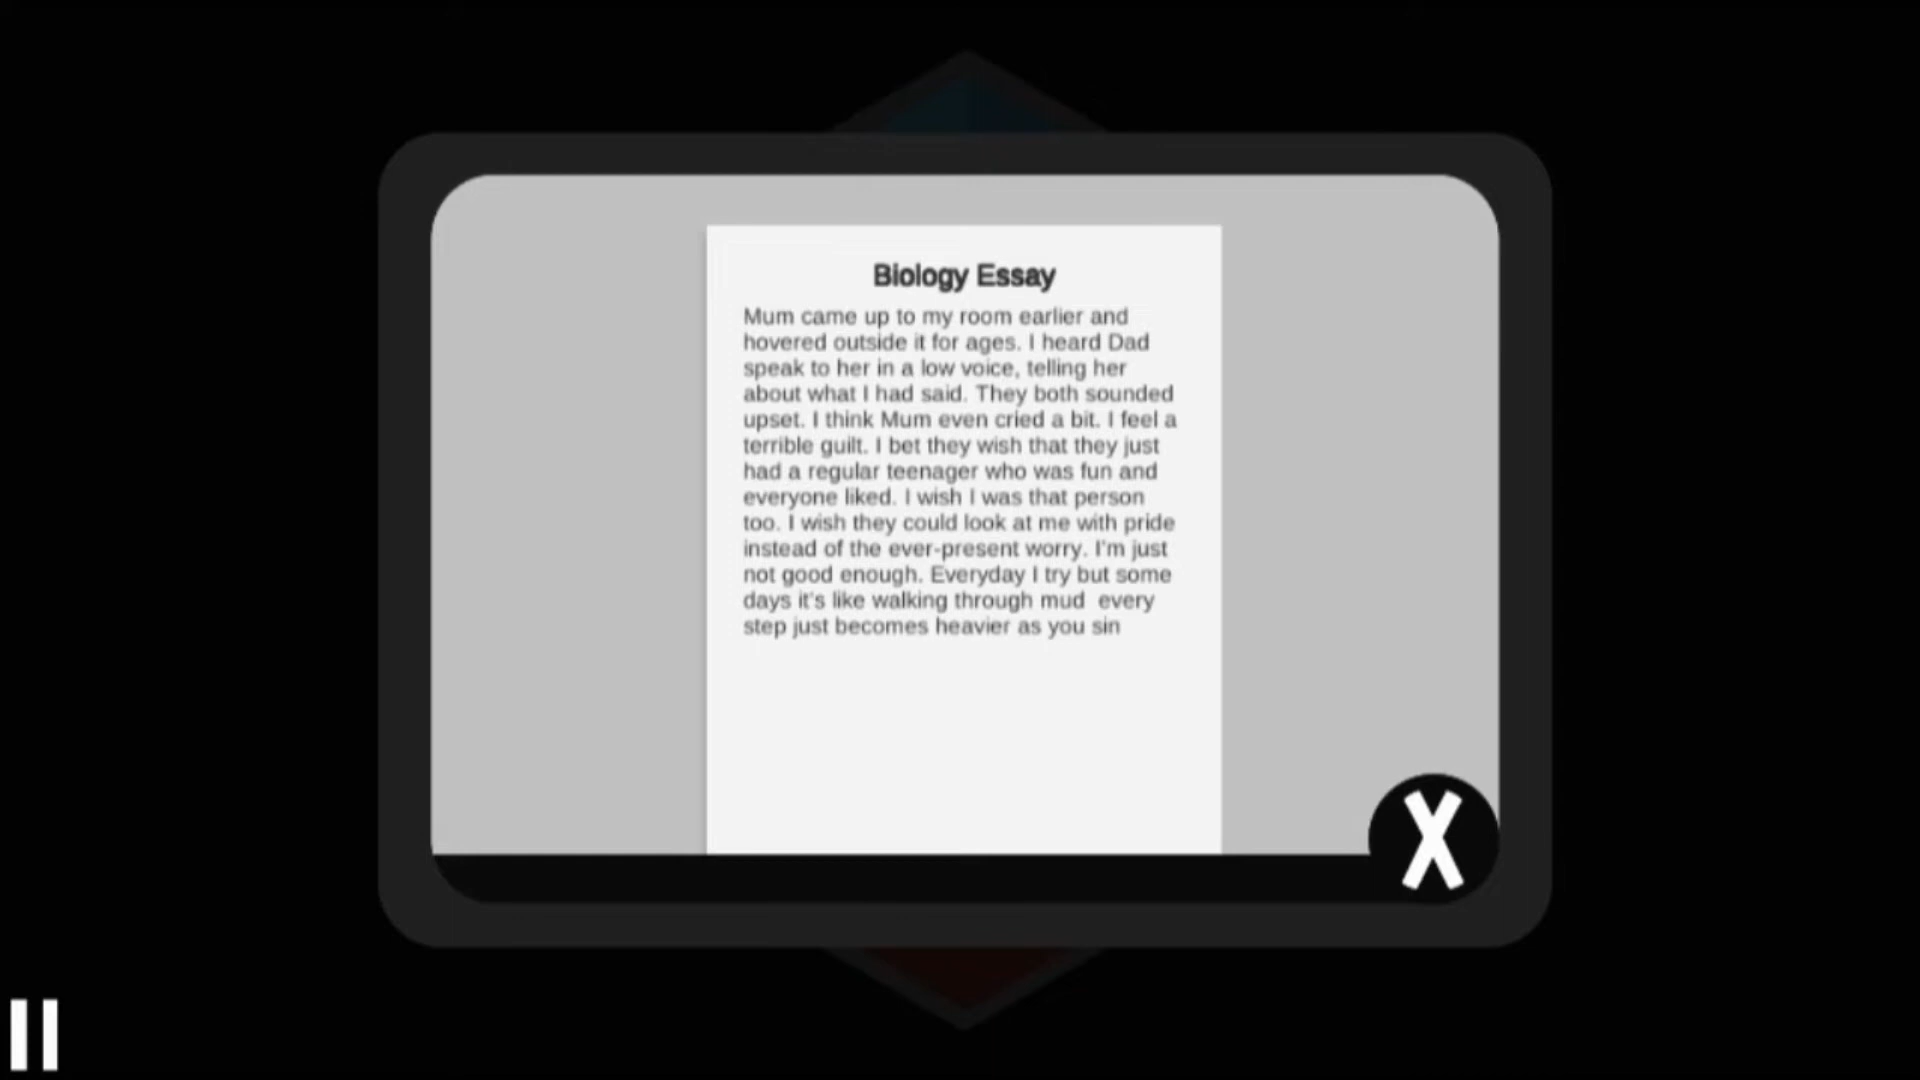 Biology Essay
Mum came up to my room earlier and
hovered outside it for ages. I heard Dad
speak to her in a low voice, telling her
about what I had said. They both sounded
upset. I think Mum even cried a bit. I feel a
terrible guilt. I bet they wish that they just
had a regular teenager who was fun and
everyone liked. I wish I was that person
too. I wish they could look at me with pride
instead of the ever-present worry. I'm just
not good enough. Everyday I try but some
days it's like walking through mud  every
step just becomes heavier as you sin
X